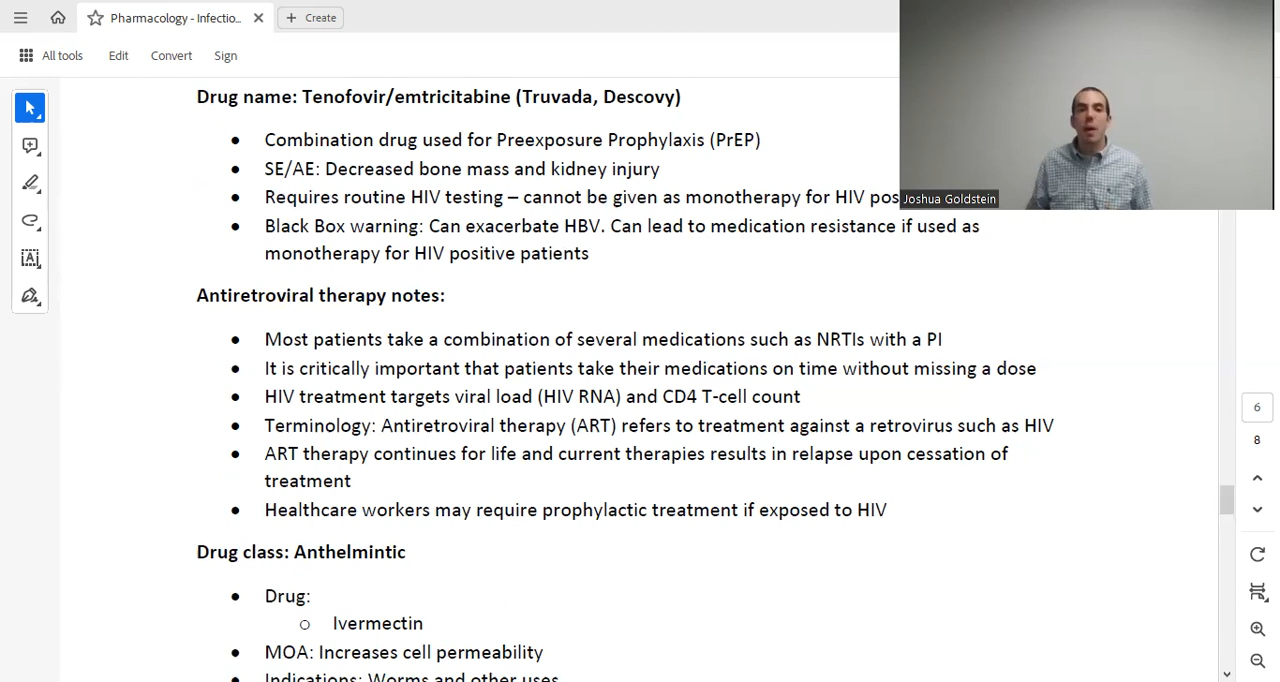 Pharmacology - Infectio...
Create
All tools Edit Convert Sign
Drug name: Tenofovir/emtricitabine (Truvada, Descovy)
Combination drug used for Preexposure Prophylaxis (PrEP)
SE/AE: Decreased bone mass and kidney injury
Requires routine HIV testing – cannot be given as monotherapy for HIV pos
Joshua Goldstein
Black Box warning: Can exacerbate HBV. Can lead to medication resistance if used as
monotherapy for HIV positive patients
Antiretroviral therapy notes:
Most patients take a combination of several medications such as NRTIs with a PI
It is critically important that patients take their medications on time without missing a dose
HIV treatment targets viral load (HIV RNA) and CD4 T-cell count
Terminology: Antiretroviral therapy (ART) refers to treatment against a retrovirus such as HIV
ART therapy continues for life and current therapies results in relapse upon cessation of
treatment
Healthcare workers may require prophylactic treatment if exposed to HIV
Drug class: Anthelmintic
Drug:
Ivermectin
MOA: Increases cell permeability
Indications: Worms and other uses
6
8